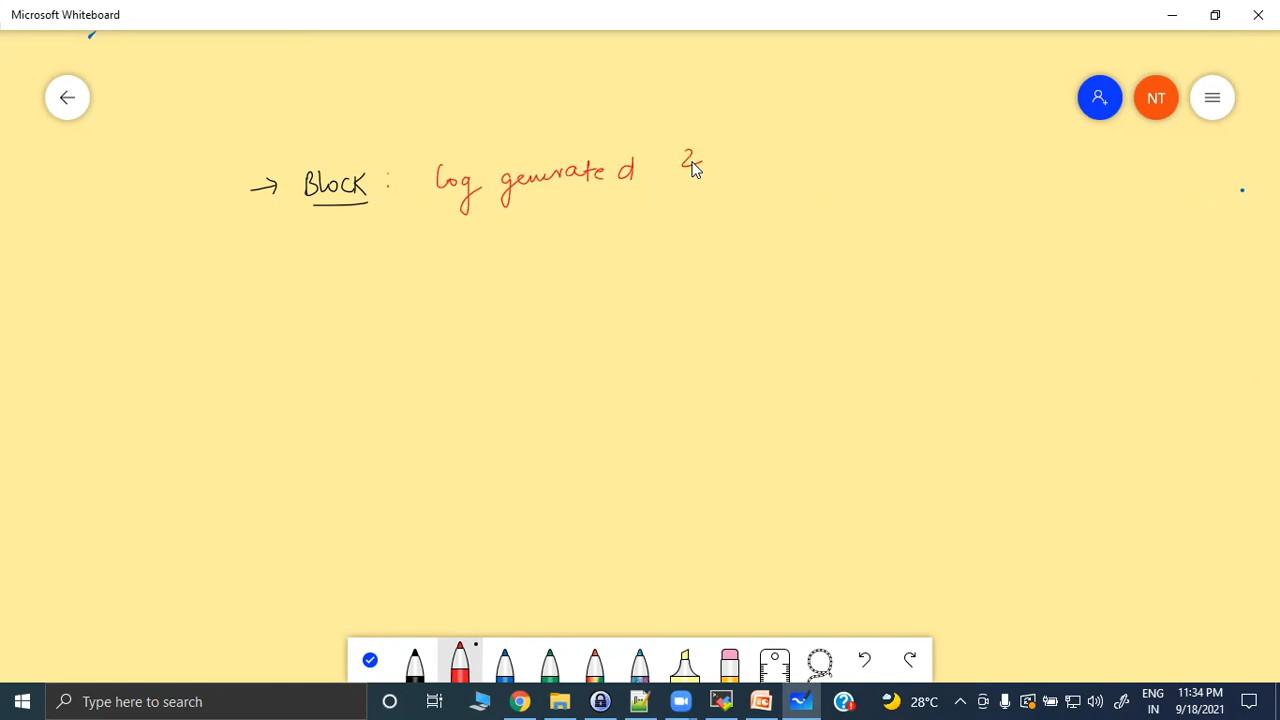 Microsoft Whiteboard
NT
→ BLOCK : Log generated
Type here to search
28°C
ENG
IN
11:34 PM
9/18/2021